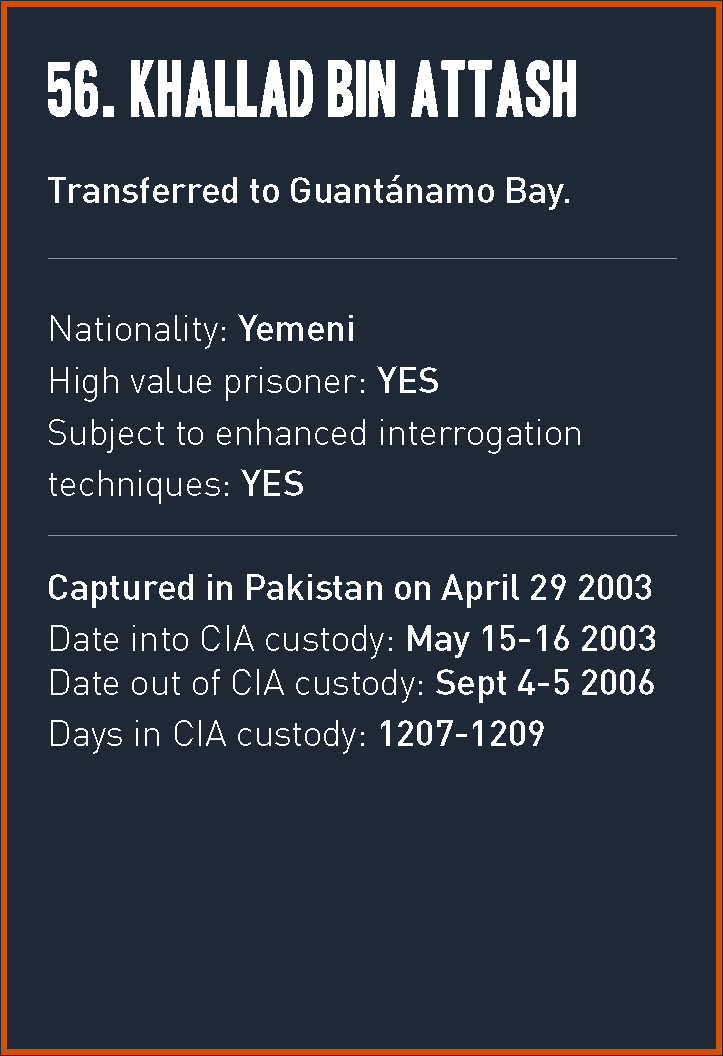 56. KHALLAD BIN ATTASH
Transferred to Guantánamo Bay.
Nationality: Yemeni
High value prisoner: YES
Subject to enhanced interrogation
techniques: YES
Captured in Pakistan on April 29 2003
Date into CIA custody: May 15-16 2003
Date out of CIA custody: Sept 4-5 2006
Days in CIA custody: 1207-1209